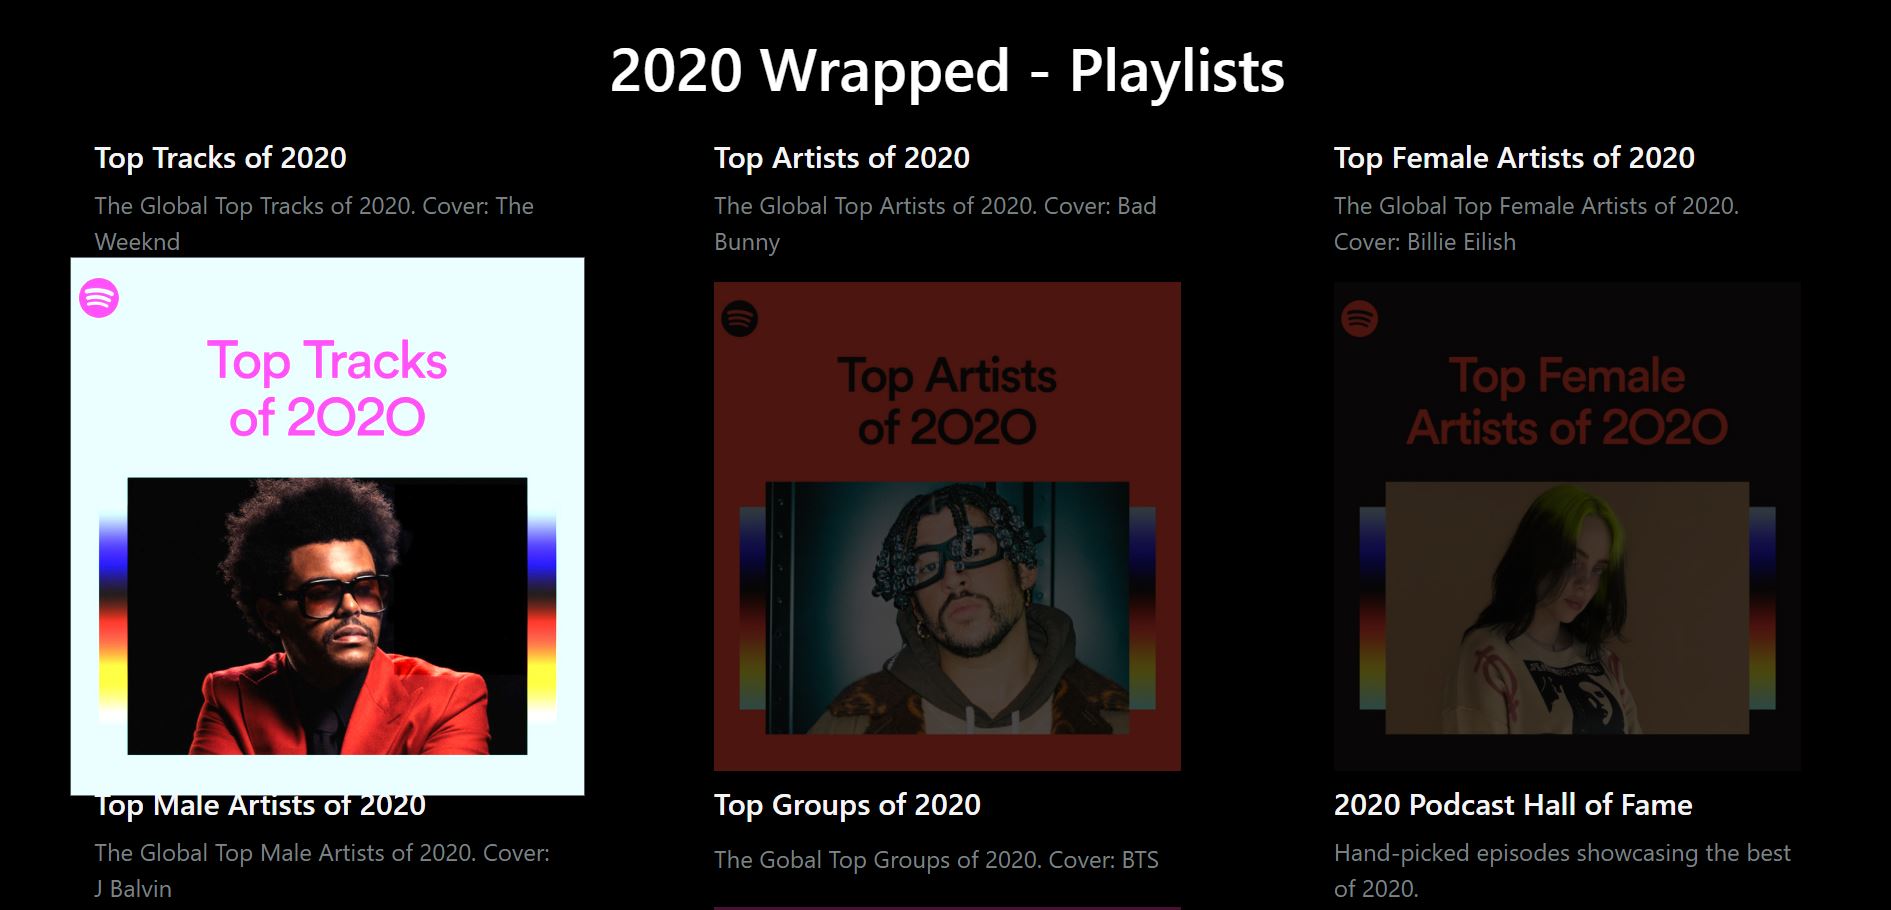 2020 Wrapped - Playlists
Top Tracks of 2020
The Global Top Tracks of 2020. Cover: The
Weeknd
Top Tracks
of 2020
Top Artists of 2020
The Global Top Artists of 2020. Cover: Bad
Bunny
Top Artists
of 2020
Top Female Artists of 2020
The Global Top Female Artists of 2020.
Cover: Billie Eilish
Top Female
Artists of 2020
Top Male Artists of 2020
The Global Top Male Artists of 2020. Cover:
J Balvin
Top Groups of 2020
The Gobal Top Groups of 2020. Cover: BTS
2020 Podcast Hall of Fame
Hand-picked episodes showcasing the best
of 2020.